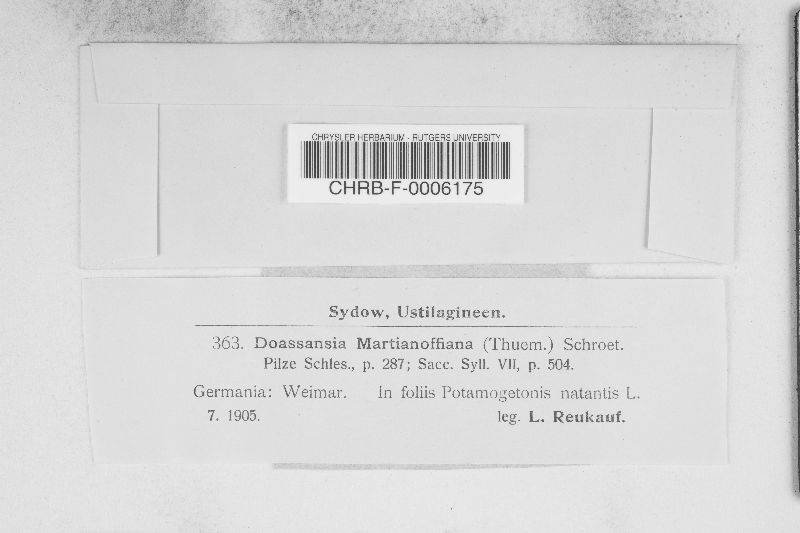 CHRYSLER HERBARIUM - RUTGERS UNIVERSITY
CHRB-F-0006175
Sydow, Ustilagineen.
363. Doassansia Martianoffiana (Thuem.) Schroet.
Pilze Schles., p. 287; Sacc. Syll. VII, p. 504.
Germania: Weimar. In foliis Potamogetonis natantis L.
7. 1905. leg. L. Reukauf.